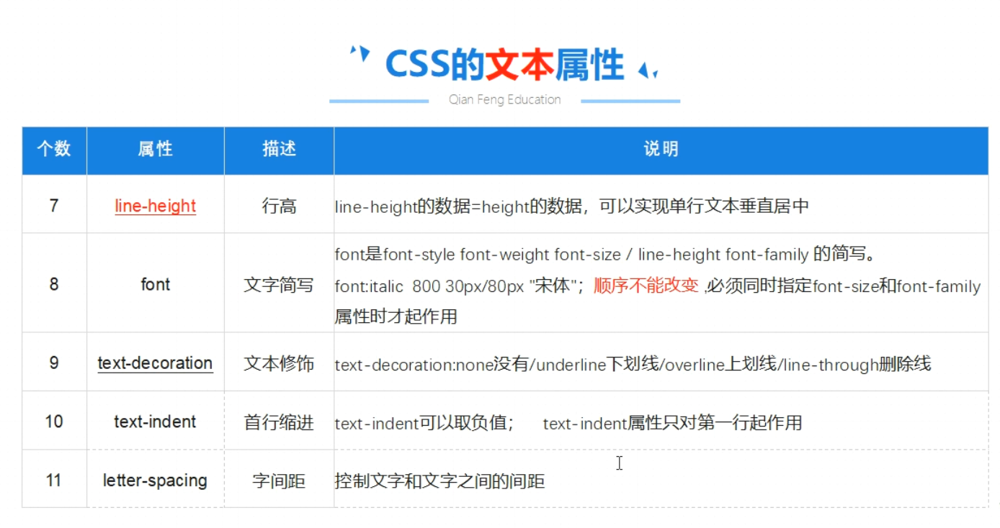 CSS的文本属性
Qian Feng Education
个数 属性 描述 说明
7 line-height 行高 line-height的数据=height的数据，可以实现单行文本垂直居中
8 font 文字简写 font是font-style font-weight font-size / line-height font-family 的简写。
font:italic 800 30px/80px "宋体"；顺序不能改变 ,必须同时指定font-size和font-family
属性时才起作用
9 text-decoration 文本修饰 text-decoration:none没有/underline下划线/overline上划线/line-through删除线
10 text-indent 首行缩进 text-indent可以取负值； text-indent属性只对第一行起作用
11 letter-spacing 字间距 控制文字和文字之间的间距